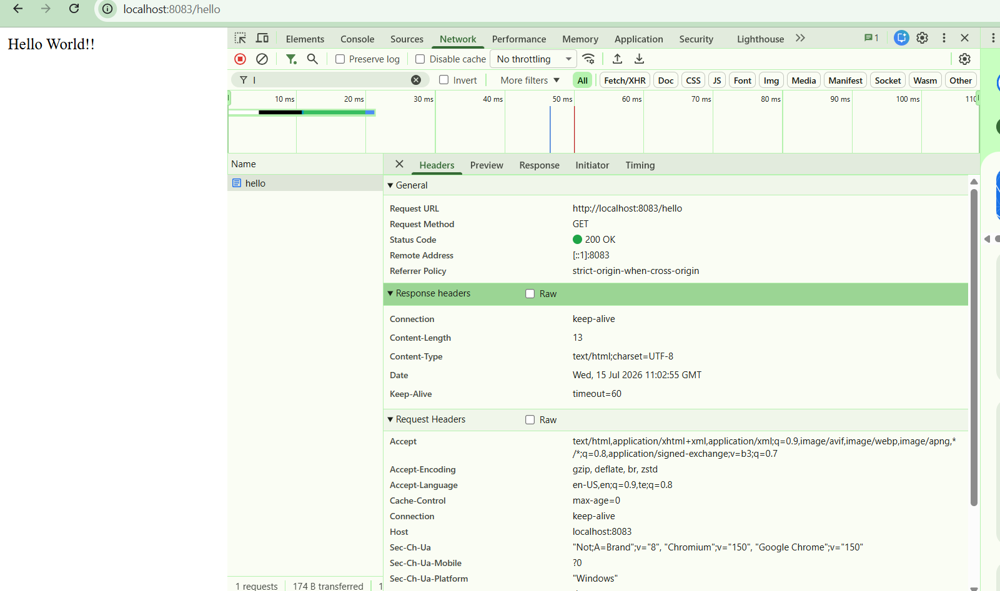 localhost:8083/hello
Hello World!!
Elements Console Sources Network Performance Memory Application Security Lighthouse 1
Preserve log Disable cache No throttling
l Invert More filters All Fetch/XHR Doc CSS JS Font Img Media Manifest Socket Wasm Other
10 ms 20 ms 30 ms 40 ms 50 ms 60 ms 70 ms 80 ms 90 ms 100 ms 110
Name
hello
Headers Preview Response Initiator Timing
General
Request URL http://localhost:8083/hello
Request Method GET
Status Code 200 OK
Remote Address [::1]:8083
Referrer Policy strict-origin-when-cross-origin
Response headers Raw
Connection keep-alive
Content-Length 13
Content-Type text/html;charset=UTF-8
Date Wed, 15 Jul 2026 11:02:55 GMT
Keep-Alive timeout=60
Request Headers Raw
Accept text/html,application/xhtml+xml,application/xml;q=0.9,image/avif,image/webp,image/apng,*
/*;q=0.8,application/signed-exchange;v=b3;q=0.7
Accept-Encoding gzip, deflate, br, zstd
Accept-Language en-US,en;q=0.9,te;q=0.8
Cache-Control max-age=0
Connection keep-alive
Host localhost:8083
Sec-Ch-Ua "Not;A=Brand";v="8", "Chromium";v="150", "Google Chrome";v="150"
Sec-Ch-Ua-Mobile ?0
Sec-Ch-Ua-Platform "Windows"
1 requests 174 B transferred 1